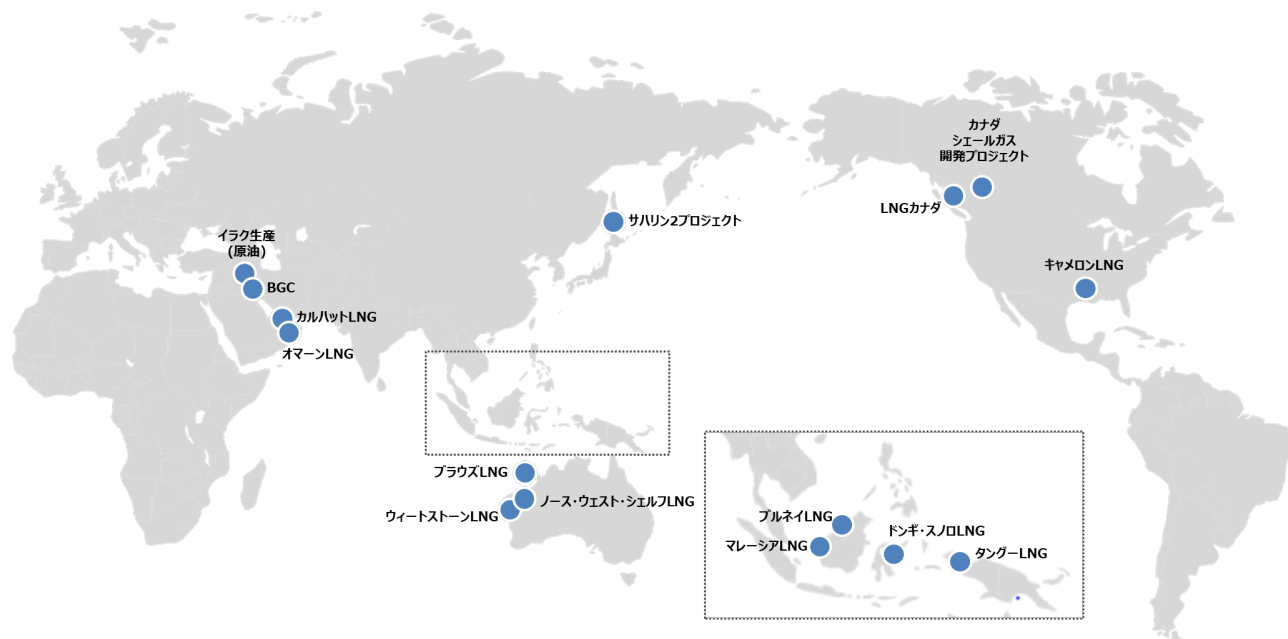 カナダ
シェールガス
開発プロジェクト
LNGカナダ
サハリン2プロジェクト
イラク生産
(原油)
BGC
カルハットLNG
オマーンLNG
キャメロンLNG
ブラウズLNG
ノース・ウェスト・シェルフLNG
ウィートストーンLNG
ブルネイLNG
マレーシアLNG
ドンギ・スノロLNG
タングーLNG